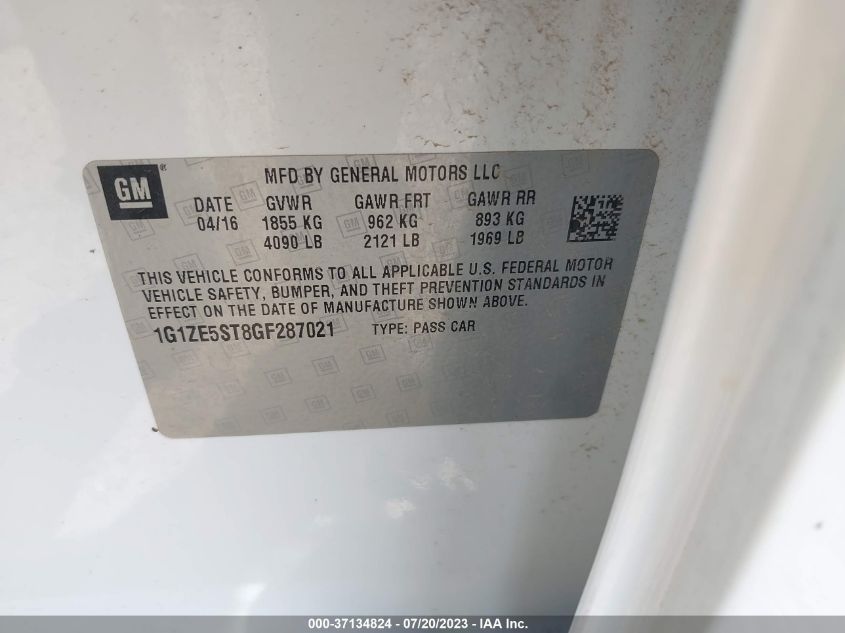 GM
MFD BY GENERAL MOTORS LLC
DATE GVWR GAWR FRT GAWR RR
04/16 1855 KG 962 KG 893 KG
4090 LB 2121 LB 1969 LB
THIS VEHICLE CONFORMS TO ALL APPLICABLE U.S. FEDERAL MOTOR
VEHICLE SAFETY, BUMPER, AND THEFT PREVENTION STANDARDS IN
EFFECT ON THE DATE OF MANUFACTURE SHOWN ABOVE.
1G1ZE5ST8GF287021 TYPE: PASS CAR
000-37134824 - 07/20/2023 - IAA Inc.